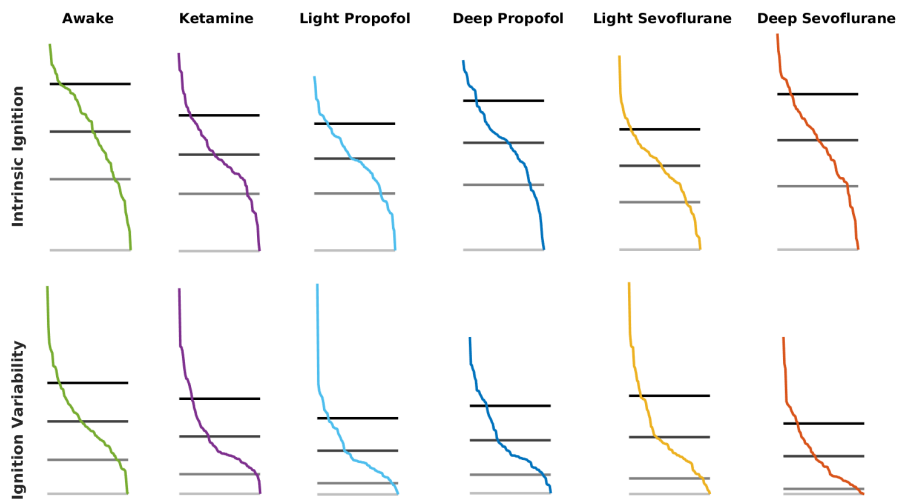 Awake Ketamine Light Propofol Deep Propofol Light Sevoflurane Deep Sevoflurane
Intrinsic Ignition
Ignition Variability